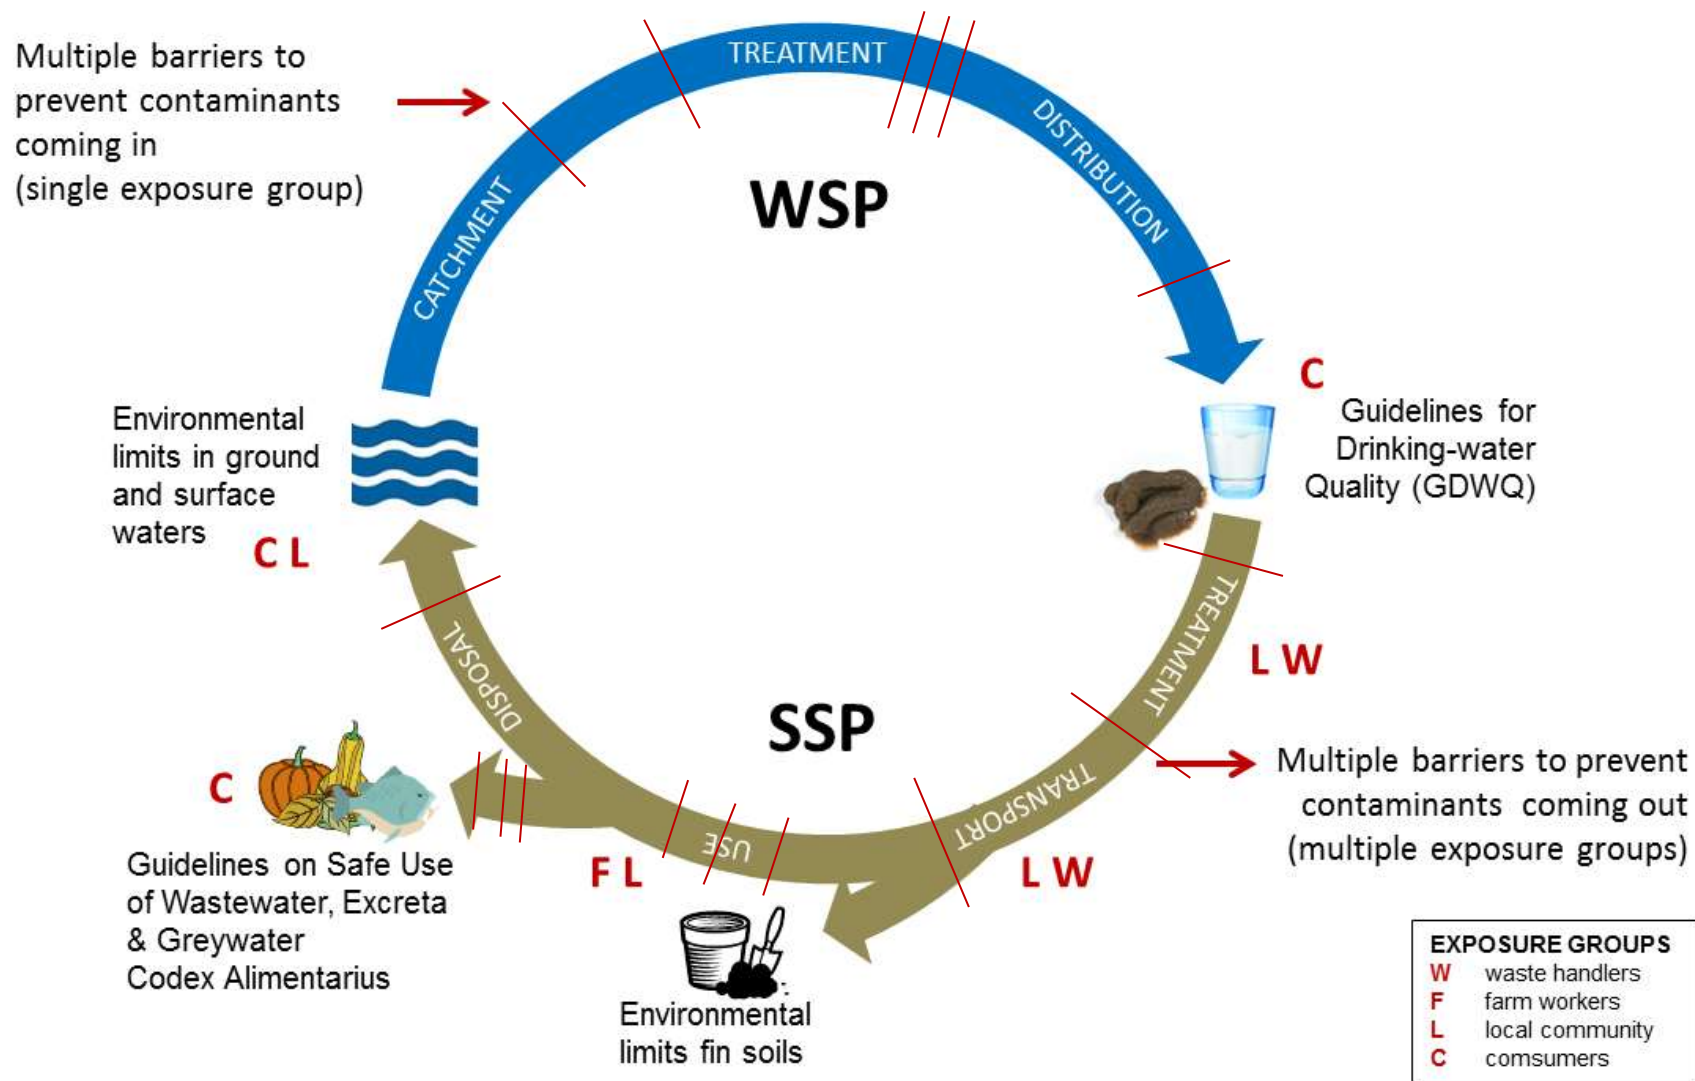 Multiple barriers to
prevent contaminants
coming in
(single exposure group)
TREATMENT
DISTRIBUTION
CATCHMENT
WSP
C
Guidelines for
Drinking-water
Quality (GDWQ)
Environmental
limits in ground
and surface
waters
C L
TREATMENT
L W
SSP
DISPOSAL
Multiple barriers to prevent
contaminants coming out
(multiple exposure groups)
TRANSPORT
L W
USE
F L
C
Guidelines on Safe Use
of Wastewater, Excreta
& Greywater
Codex Alimentarius
Environmental
limits fin soils
EXPOSURE GROUPS
W waste handlers
F farm workers
L local community
C comsumers